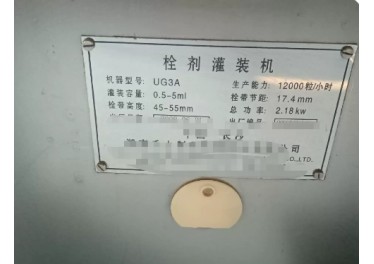 栓剂灌装机
机器型号: UG3A 生产能力: 12000粒/小时
灌装容量: 0.5-5ml 栓带节距: 17.4mm
栓带高度: 45-55mm 总功率: 2.18kw
出厂编号
公司
CO.,LTD.